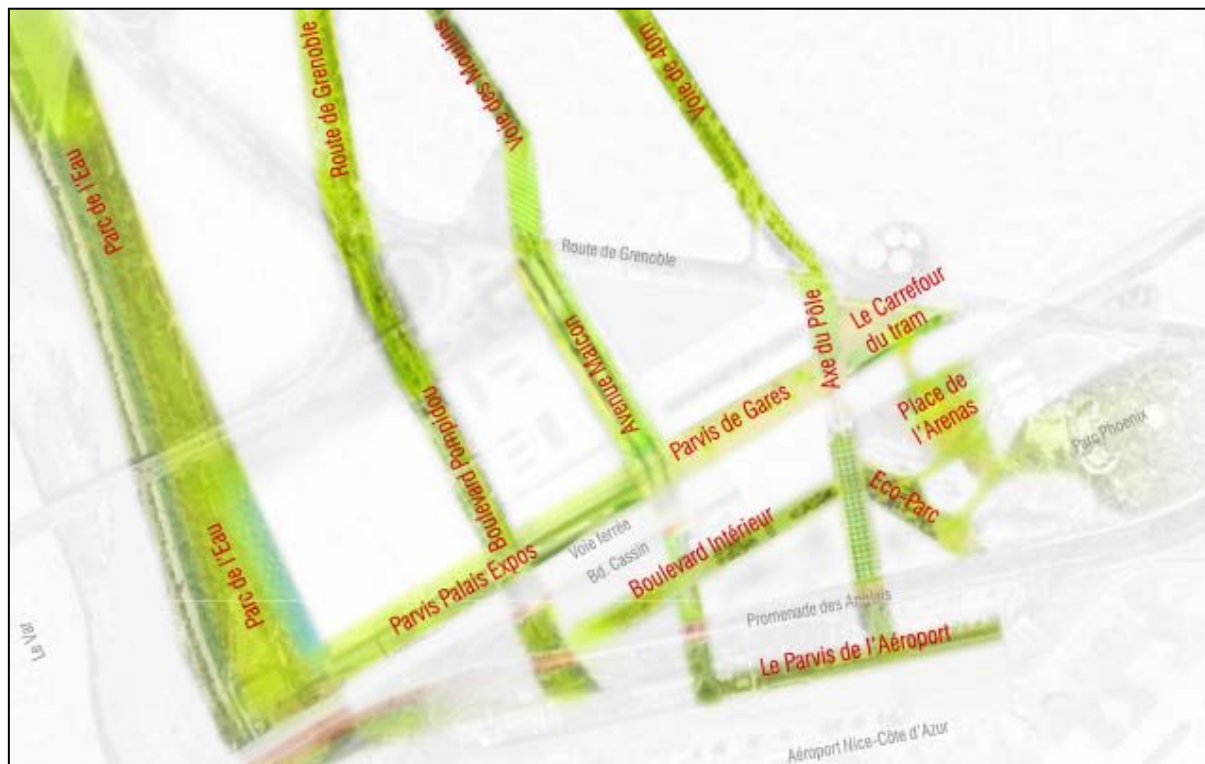 Route de Grenoble
Voie des Moulins
Voie de 40m
Parc de l'Eau
Route de Grenoble
Le Carrefour
du tram
Axe du Pôle
Avenue Maïcon
Place de
l'Arenas
Parvis de Gares
Parc Phoenix
Boulevard Pompidou
Eco-Parc
Parc de l'Eau
Voie ferrée
Parvis Palais Expos
Bd. Cassin
Boulevard Intérieur
Promenade des Anglais
Le Var
Le Parvis de l'Aéroport
Aéroport Nice-Côte d'Azur